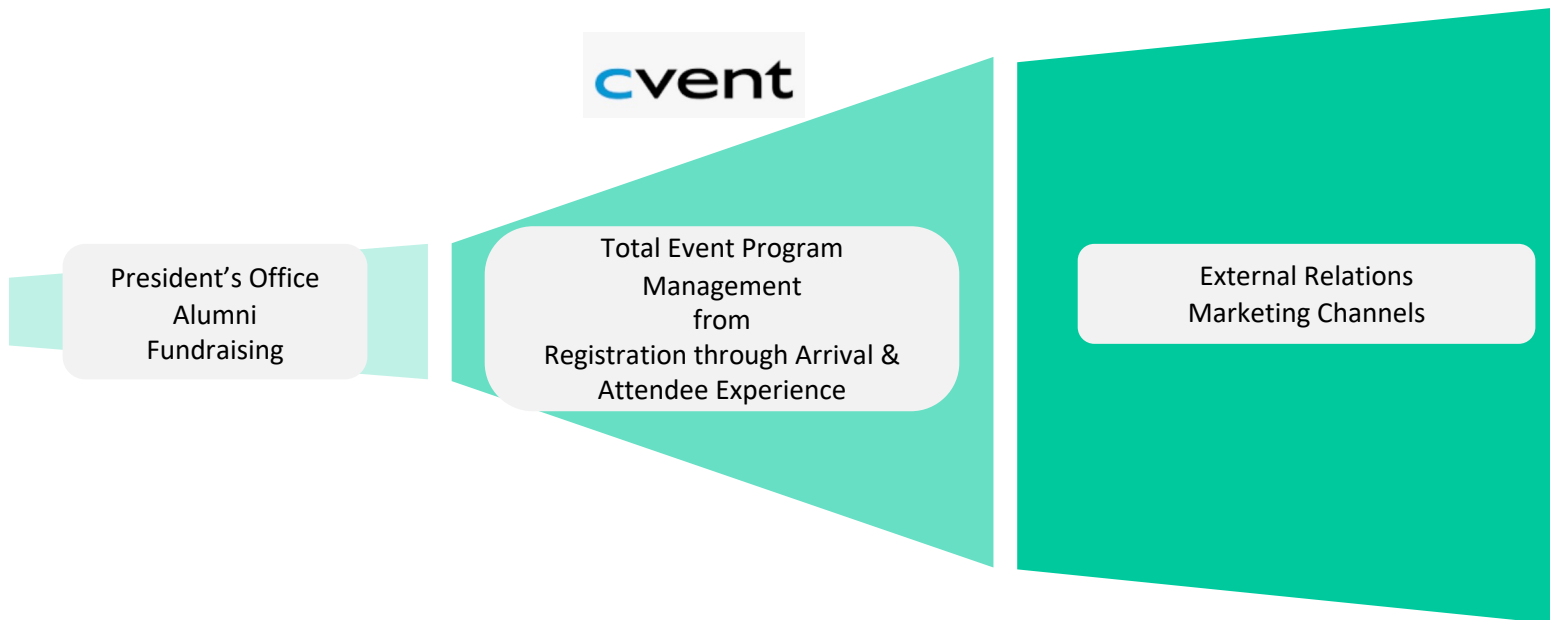 cvent
President’s Office
Alumni
Fundraising
Total Event Program
Management
from
Registration through Arrival &
Attendee Experience
External Relations
Marketing Channels